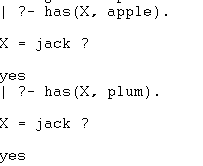 | ?- has(X, apple).
X = jack ?
yes
| ?- has(X, plum).
X = jack ?
yes